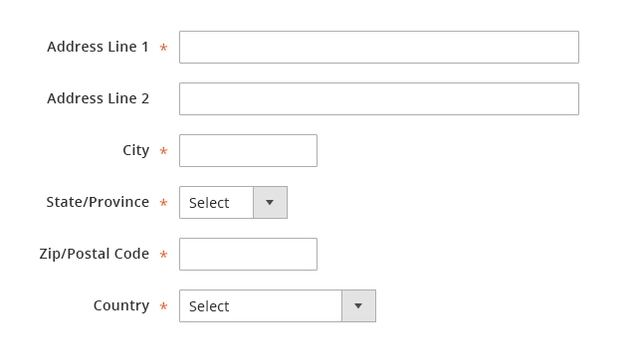 Address Line 1 *
Address Line 2
City *
State/Province * Select
Zip/Postal Code *
Country * Select